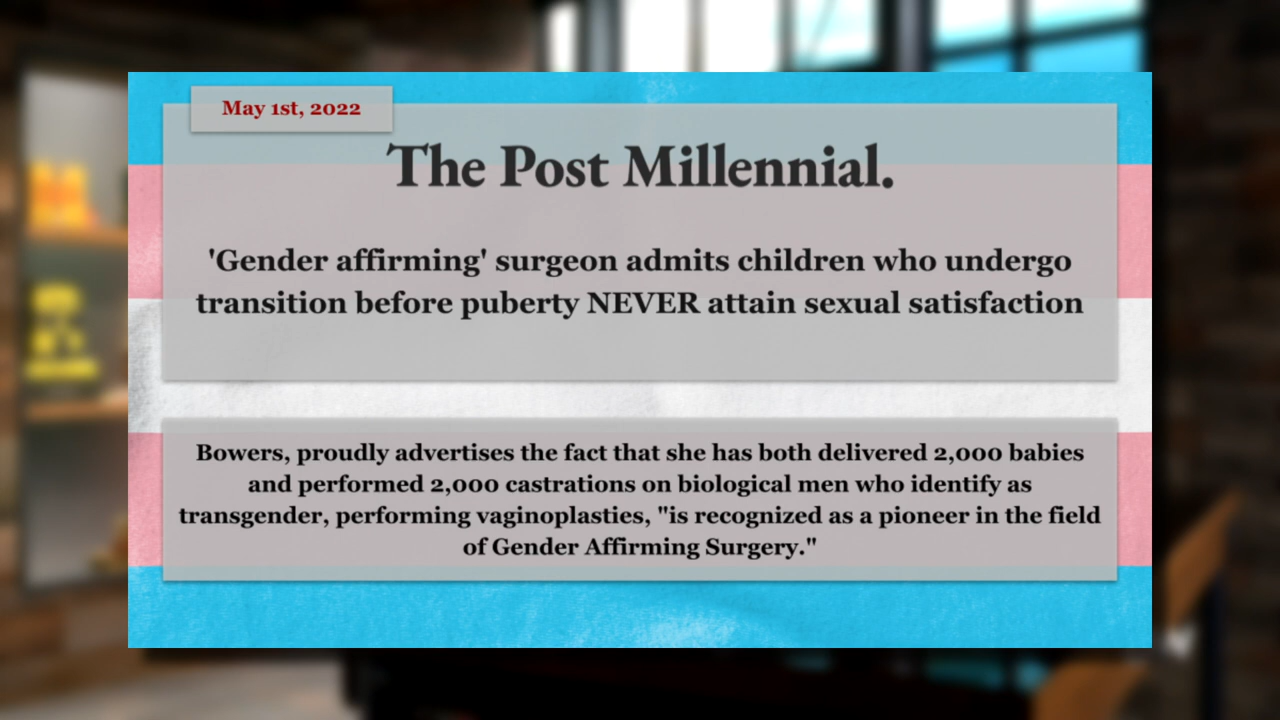 May 1st, 2022
The Post Millennial.
'Gender affirming' surgeon admits children who undergo
transition before puberty NEVER attain sexual satisfaction
Bowers, proudly advertises the fact that she has both delivered 2,000 babies
and performed 2,000 castrations on biological men who identify as
transgender, performing vaginoplasties, "is recognized as a pioneer in the field
of Gender Affirming Surgery."